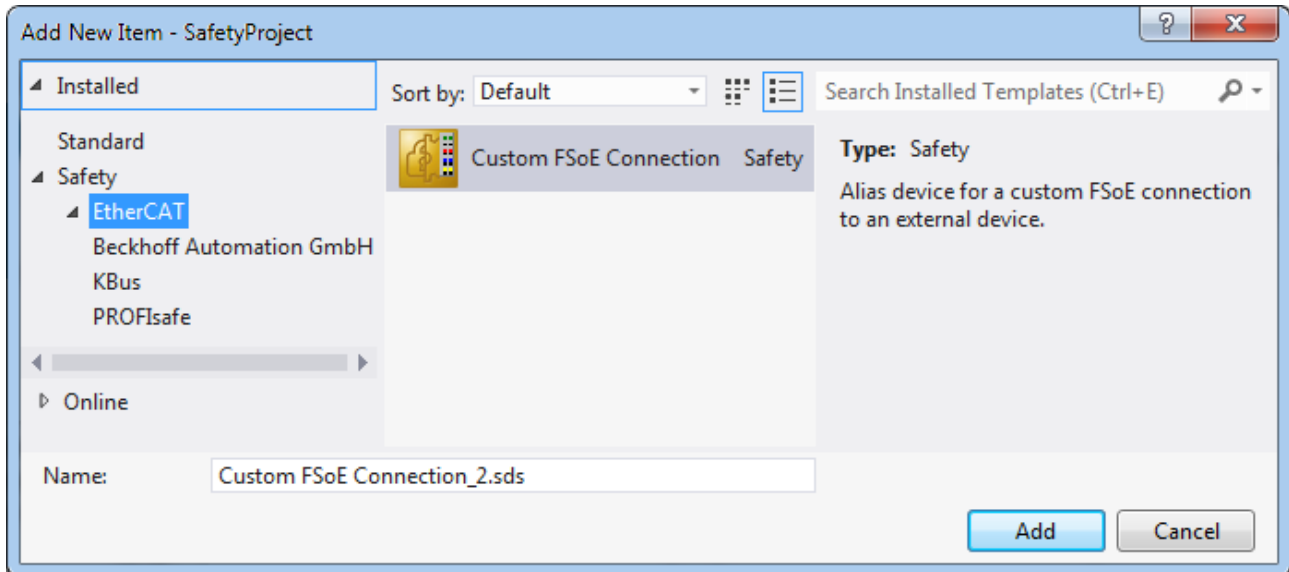 Add New Item - SafetyProject
Installed
Standard
Safety
EtherCAT
Beckhoff Automation GmbH
KBus
PROFIsafe
Online
Sort by: Default
Custom FSoE Connection Safety
Search Installed Templates (Ctrl+E)
Type: Safety
Alias device for a custom FSoE connection
to an external device.
Name: Custom FSoE Connection_2.sds
Add Cancel